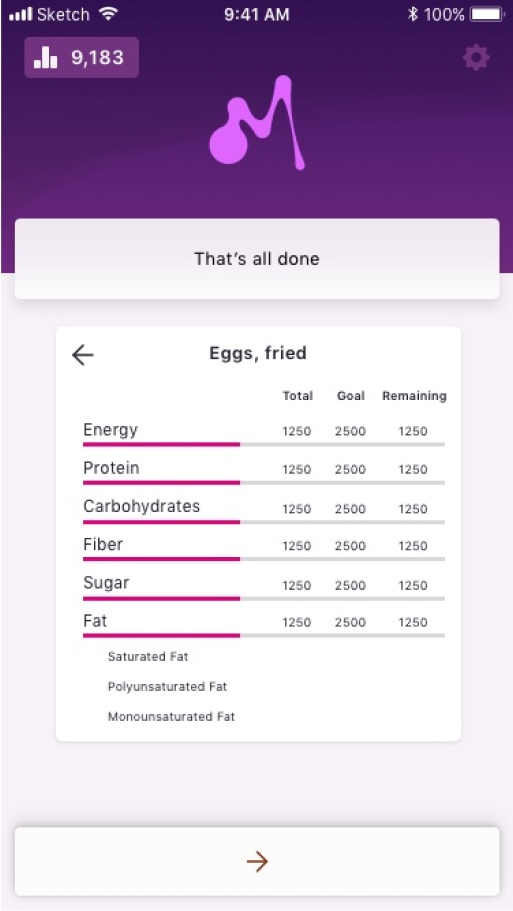 Sketch 9:41 AM 100%
9,183
That's all done
Eggs, fried
Total Goal Remaining
Energy 1250 2500 1250
Protein 1250 2500 1250
Carbohydrates 1250 2500 1250
Fiber 1250 2500 1250
Sugar 1250 2500 1250
Fat 1250 2500 1250
Saturated Fat
Polyunsaturated Fat
Monounsaturated Fat